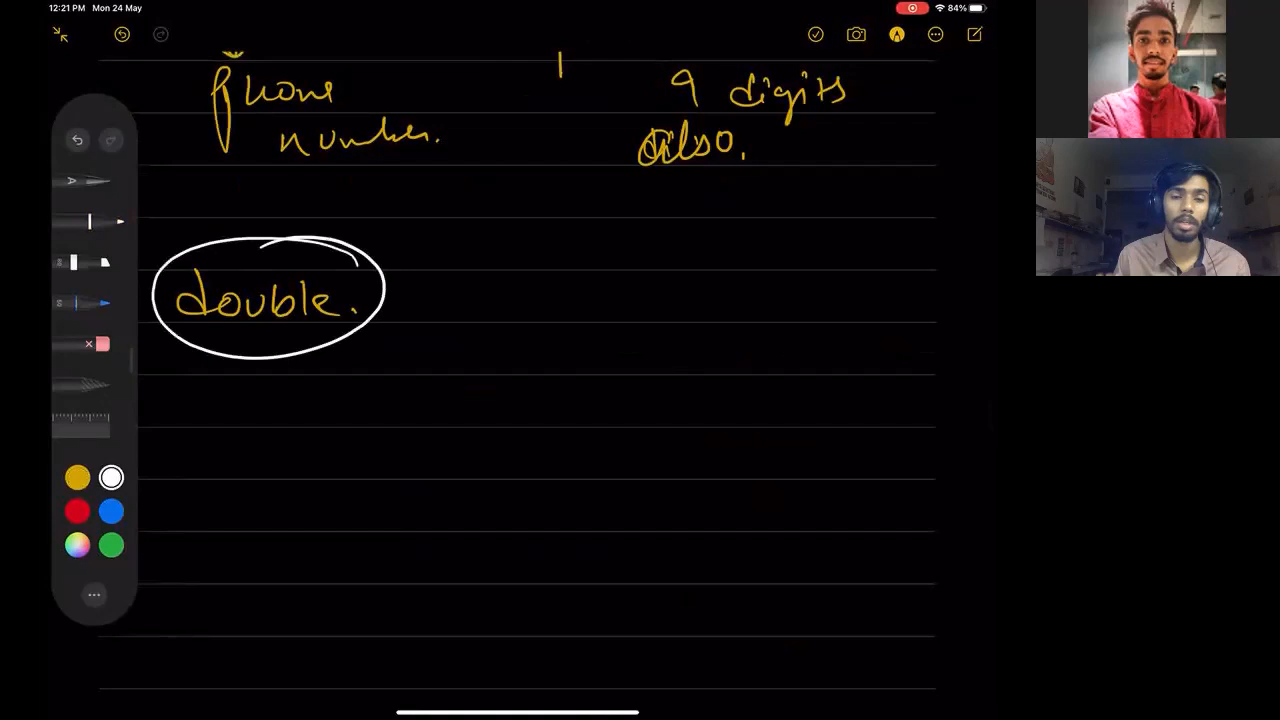 12:21 PM Mon 24 May
84%
Phone
number.
9 digits
also.
double.